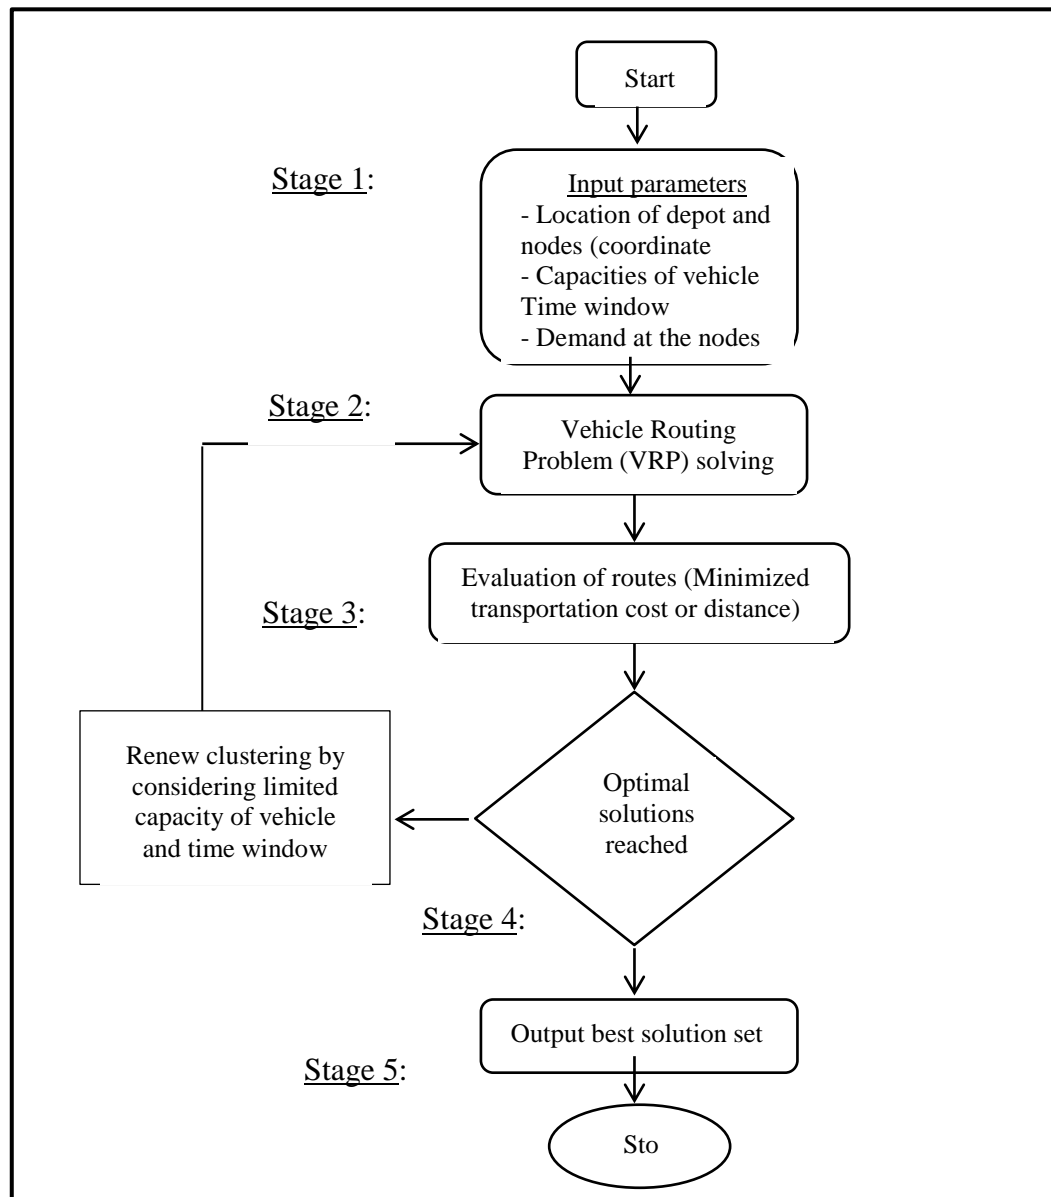 Start
Stage 1:
Input parameters
- Location of depot and
nodes (coordinate
- Capacities of vehicle
Time window
- Demand at the nodes
Stage 2:
Vehicle Routing
Problem (VRP) solving
Evaluation of routes (Minimized
transportation cost or distance)
Stage 3:
Renew clustering by
considering limited
capacity of vehicle
and time window
Optimal
solutions
reached
Stage 4:
Output best solution set
Stage 5:
Sto